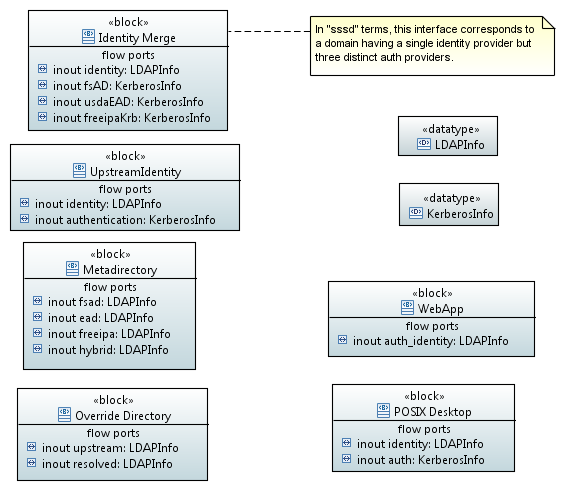 «block»
Identity Merge
flow ports
inout identity: LDAPInfo
inout fsAD: KerberosInfo
inout usdaEAD: KerberosInfo
inout freeipaKrb: KerberosInfo
In "sssd" terms, this interface corresponds to
a domain having a single identity provider but
three distinct auth providers.
«datatype»
LDAPInfo
«block»
UpstreamIdentity
flow ports
inout identity: LDAPInfo
inout authentication: KerberosInfo
«datatype»
KerberosInfo
«block»
Metadirectory
flow ports
inout fsad: LDAPInfo
inout ead: LDAPInfo
inout freeipa: LDAPInfo
inout hybrid: LDAPInfo
«block»
WebApp
flow ports
inout auth_identity: LDAPInfo
«block»
Override Directory
flow ports
inout upstream: LDAPInfo
inout resolved: LDAPInfo
«block»
POSIX Desktop
flow ports
inout identity: LDAPInfo
inout auth: KerberosInfo